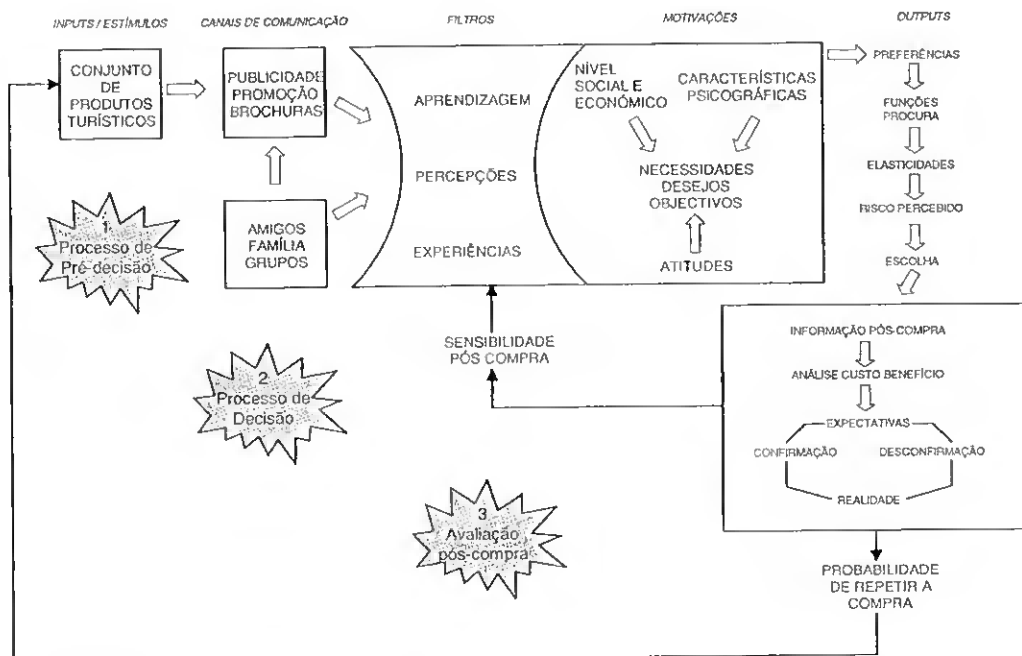 INPUTS / ESTÍMULOS
CANAIS DE COMUNICAÇÃO
FILTROS
MOTIVAÇÕES
OUTPUTS
CONJUNTO
DE
PRODUTOS
TURÍSTICOS
PUBLICIDADE
PROMOÇÃO
BROCHURAS
AMIGOS
FAMÍLIA
GRUPOS
APRENDIZAGEM
PERCEPÇÕES
EXPERIÊNCIAS
NÍVEL
SOCIAL E
ECONÓMICO
CARACTERÍSTICAS
PSICOGRÁFICAS
NECESSIDADES
DESEJOS
OBJECTIVOS
ATITUDES
PREFERÊNCIAS
FUNÇÕES
PROCURA
ELASTICIDADES
RISCO PERCEBIDO
ESCOLHA
1
Processo de
Pré-decisão
SENSIBILIDADE
PÓS COMPRA
2
Processo de
Decisão
INFORMAÇÃO PÓS-COMPRA
ANÁLISE CUSTO BENEFÍCIO
EXPECTATIVAS
CONFIRMAÇÃO
DESCONFIRMAÇÃO
REALIDADE
3
Avaliação
pós-compra
PROBABILIDADE
DE REPETIR A
COMPRA